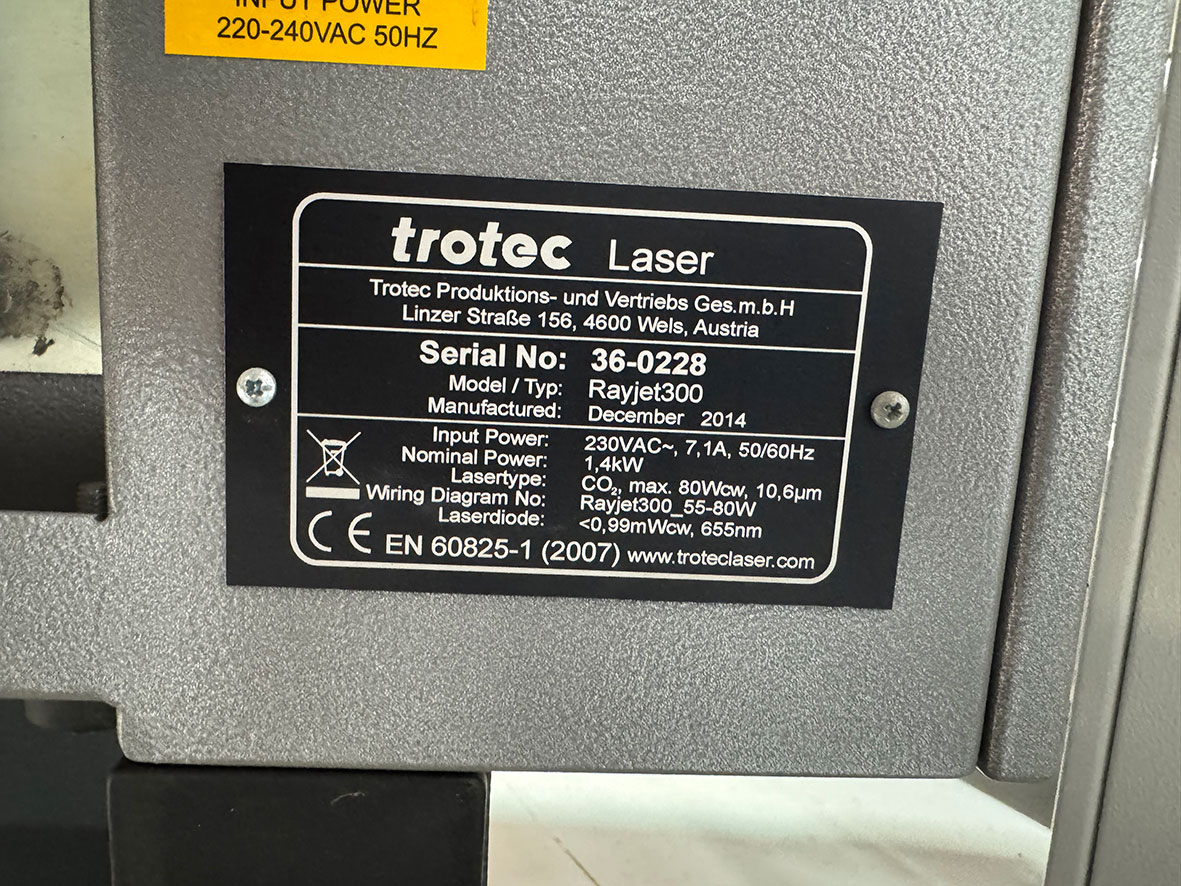 INPUT POWER
220-240VAC 50HZ
trotec Laser
Trotec Produktions- und Vertriebs Ges.m.b.H
Linzer Straße 156, 4600 Wels, Austria
Serial No: 36-0228
Model / Typ: Rayjet300
Manufactured: December 2014
Input Power: 230VAC~, 7,1A, 50/60Hz
Nominal Power: 1,4kW
Lasertype: CO₂, max. 80Wcw, 10,6µm
Wiring Diagram No: Rayjet300_55-80W
Laserdiode: <0,99mWcw, 655nm
CE EN 60825-1 (2007) www.troteclaser.com